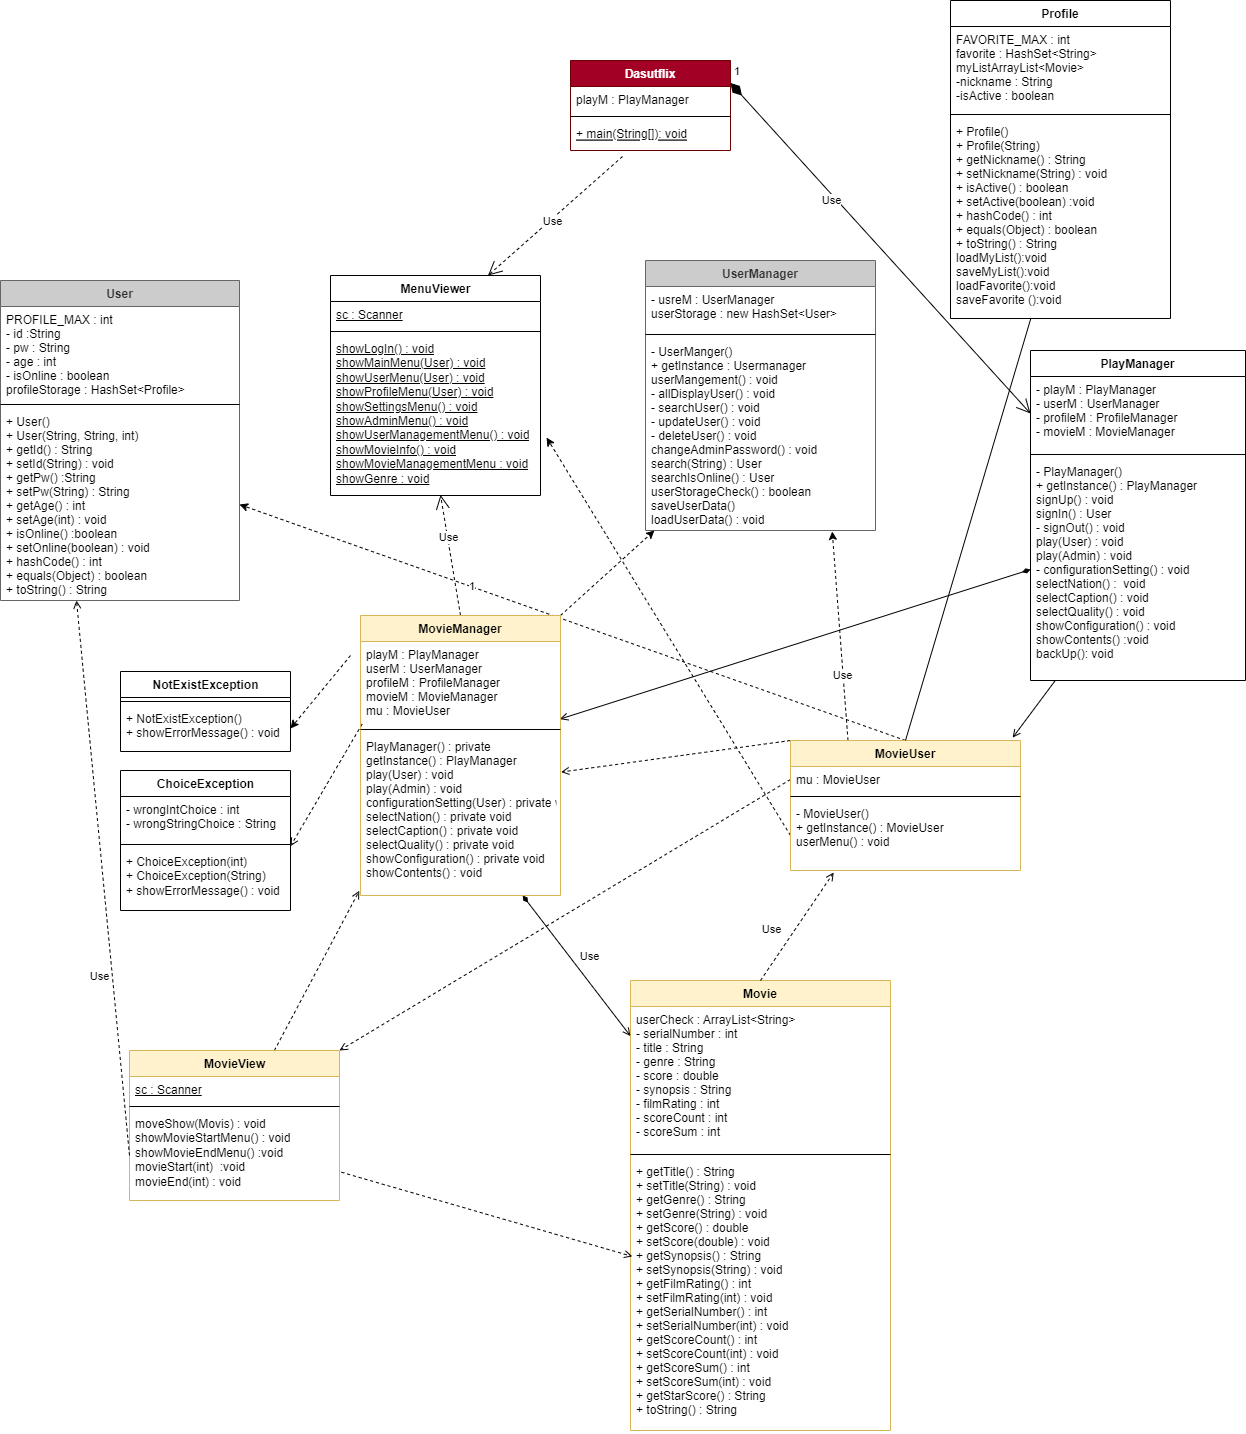 Profile
FAVORITE_MAX : int
favorite : HashSet<String>
myListArrayList<Movie>
-nickname : String
-isActive : boolean
+ Profile()
+ Profile(String)
+ getNickname() : String
+ setNickname(String) : void
+ isActive() : boolean
+ setActive(boolean) :void
+ hashCode() : int
+ equals(Object) : boolean
+ toString() : String
loadMyList():void
saveMyList():void
loadFavorite():void
saveFavorite ():void
Dasutflix
playM : PlayManager
+ main(String[]): void
1
Use
Use
User
PROFILE_MAX : int
- id :String
- pw : String
- age : int
- isOnline : boolean
profileStorage : HashSet<Profile>
+ User()
+ User(String, String, int)
+ getId() : String
+ setId(String) : void
+ getPw() :String
+ setPw(String) : String
+ getAge() : int
+ setAge(int) : void
+ isOnline() :boolean
+ setOnline(boolean) : void
+ hashCode() : int
+ equals(Object) : boolean
+ toString() : String
MenuViewer
sc : Scanner
showLogIn() : void
showMainMenu(User) : void
showUserMenu(User) : void
showProfileMenu(User) : void
showSettingsMenu() : void
showAdminMenu() : void
showUserManagementMenu() : void
showMovieInfo() : void
showMovieManagementMenu : void
showGenre : void
UserManager
- usreM : UserManager
userStorage : new HashSet<User>
- UserManger()
+ getInstance : Usermanager
userMangement() : void
- allDisplayUser() : void
- searchUser() : void
- updateUser() : void
- deleteUser() : void
changeAdminPassword() : void
search(String) : User
searchIsOnline() : User
userStorageCheck() : boolean
saveUserData()
loadUserData() : void
PlayManager
- playM : PlayManager
- userM : UserManager
- profileM : ProfileManager
- movieM : MovieManager
- PlayManager()
+ getInstance() : PlayManager
signUp() : void
signIn() : User
- signOut() : void
play(User) : void
play(Admin) : void
- configurationSetting() : void
selectNation() :  void
selectCaption() : void
selectQuality() : void
showConfiguration() : void
showContents() :void
backUp(): void
Use
1
Use
NotExistException
+ NotExistException()
+ showErrorMessage() : void
ChoiceException
- wrongIntChoice : int
- wrongStringChoice : String
+ ChoiceException(int)
+ ChoiceException(String)
+ showErrorMessage() : void
MovieManager
playM : PlayManager
userM : UserManager
profileM : ProfileManager
movieM : MovieManager
mu : MovieUser
PlayManager() : private
getInstance() : PlayManager
play(User) : void
play(Admin) : void
configurationSetting(User) : private
selectNation() : private void
selectCaption() : private void
selectQuality() : private void
showConfiguration() : private void
showContents() : void
MovieUser
mu : MovieUser
- MovieUser()
+ getInstance() : MovieUser
userMenu() : void
Use
Use
Use
MovieView
sc : Scanner
moveShow(Movis) : void
showMovieStartMenu() : void
showMovieEndMenu() :void
movieStart(int)  :void
movieEnd(int) : void
Movie
userCheck : ArrayList<String>
- serialNumber : int
- title : String
- genre : String
- score : double
- synopsis : String
- filmRating : int
- scoreCount : int
- scoreSum : int
+ getTitle() : String
+ setTitle(String) : void
+ getGenre() : String
+ setGenre(String) : void
+ getScore() : double
+ setScore(double) : void
+ getSynopsis() : String
+ setSynopsis(String) : void
+ getFilmRating() : int
+ setFilmRating(int) : void
+ getSerialNumber() : int
+ setSerialNumber(int) : void
+ getScoreCount() : int
+ setScoreCount(int) : void
+ getScoreSum() : int
+ setScoreSum(int) : void
+ getStarScore() : String
+ toString() : String